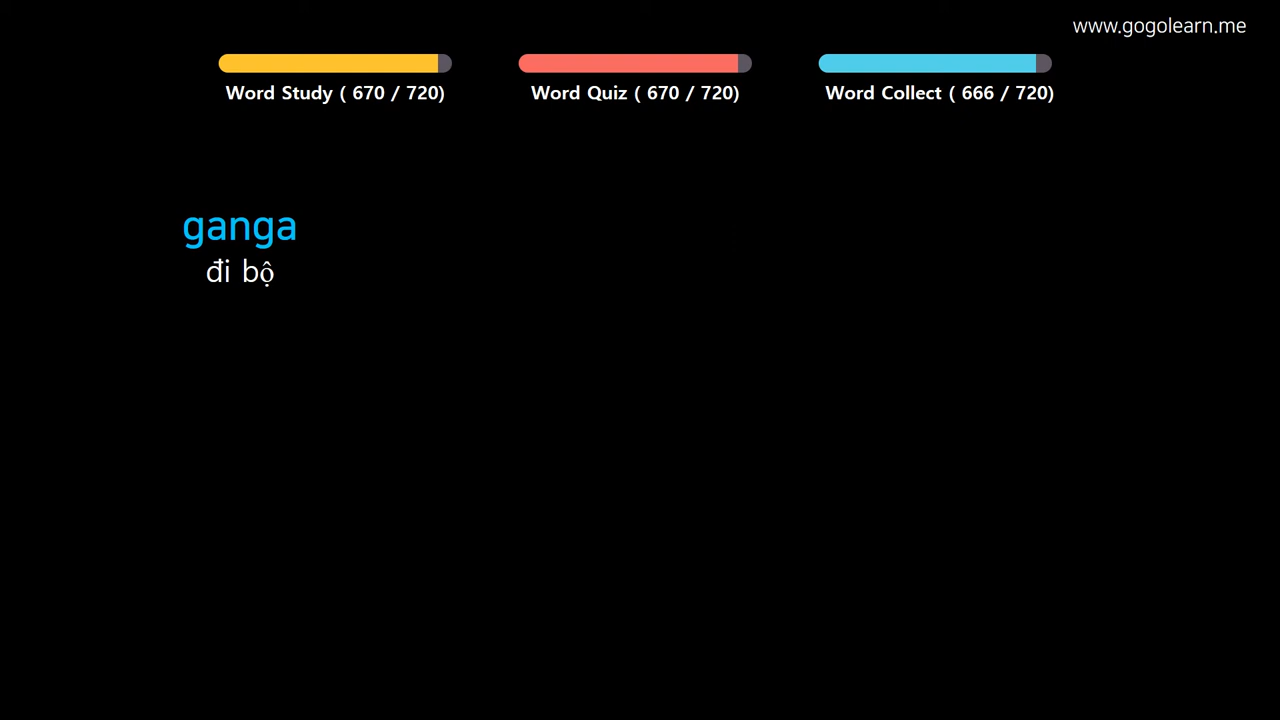 www.gogolearn.me
Word Study ( 670 / 720)
Word Quiz ( 670 / 720)
Word Collect ( 666 / 720)
ganga
đi bộ